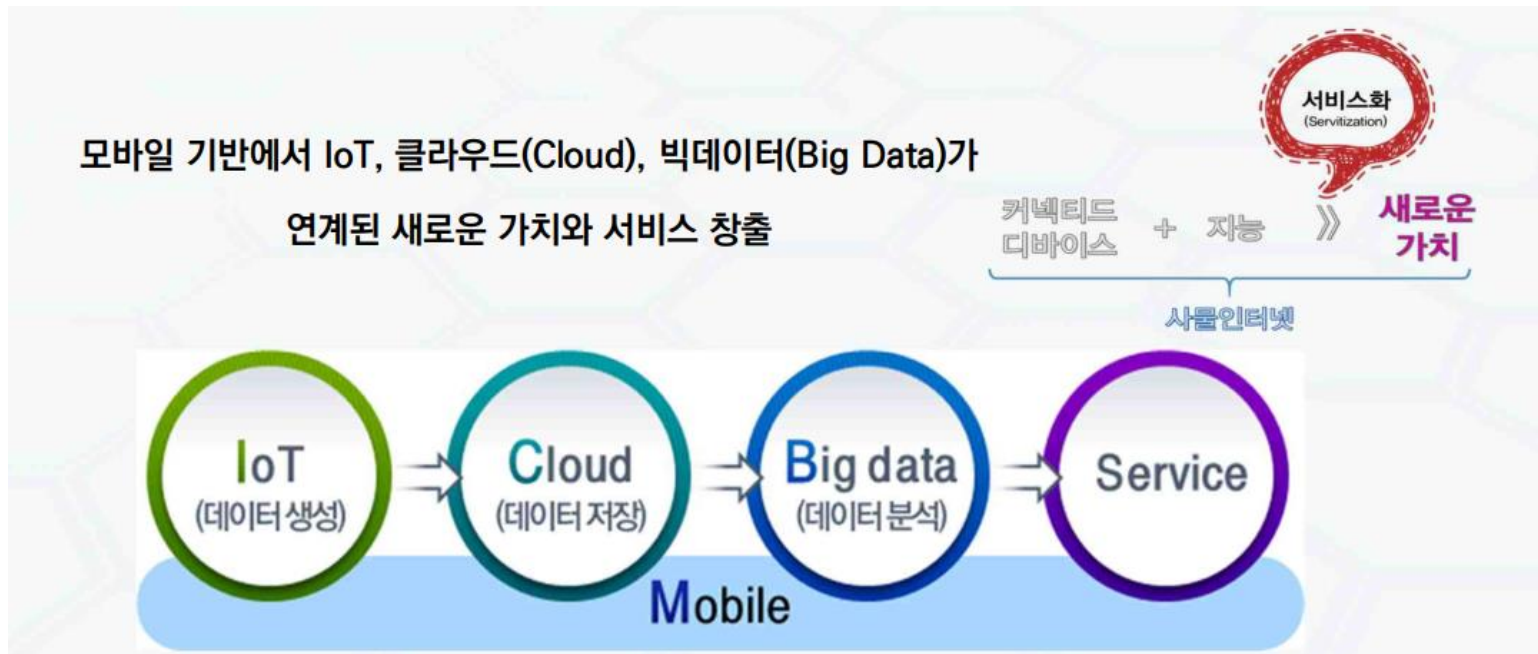 서비스화
(Servitization)
모바일 기반에서 IoT, 클라우드(Cloud), 빅데이터(Big Data)가
연계된 새로운 가치와 서비스 창출
커넥티드
디바이스
+ 지능 》 새로운
가치
사물인터넷
IoT
(데이터 생성)
Cloud
(데이터 저장)
Big data
(데이터 분석)
Service
Mobile